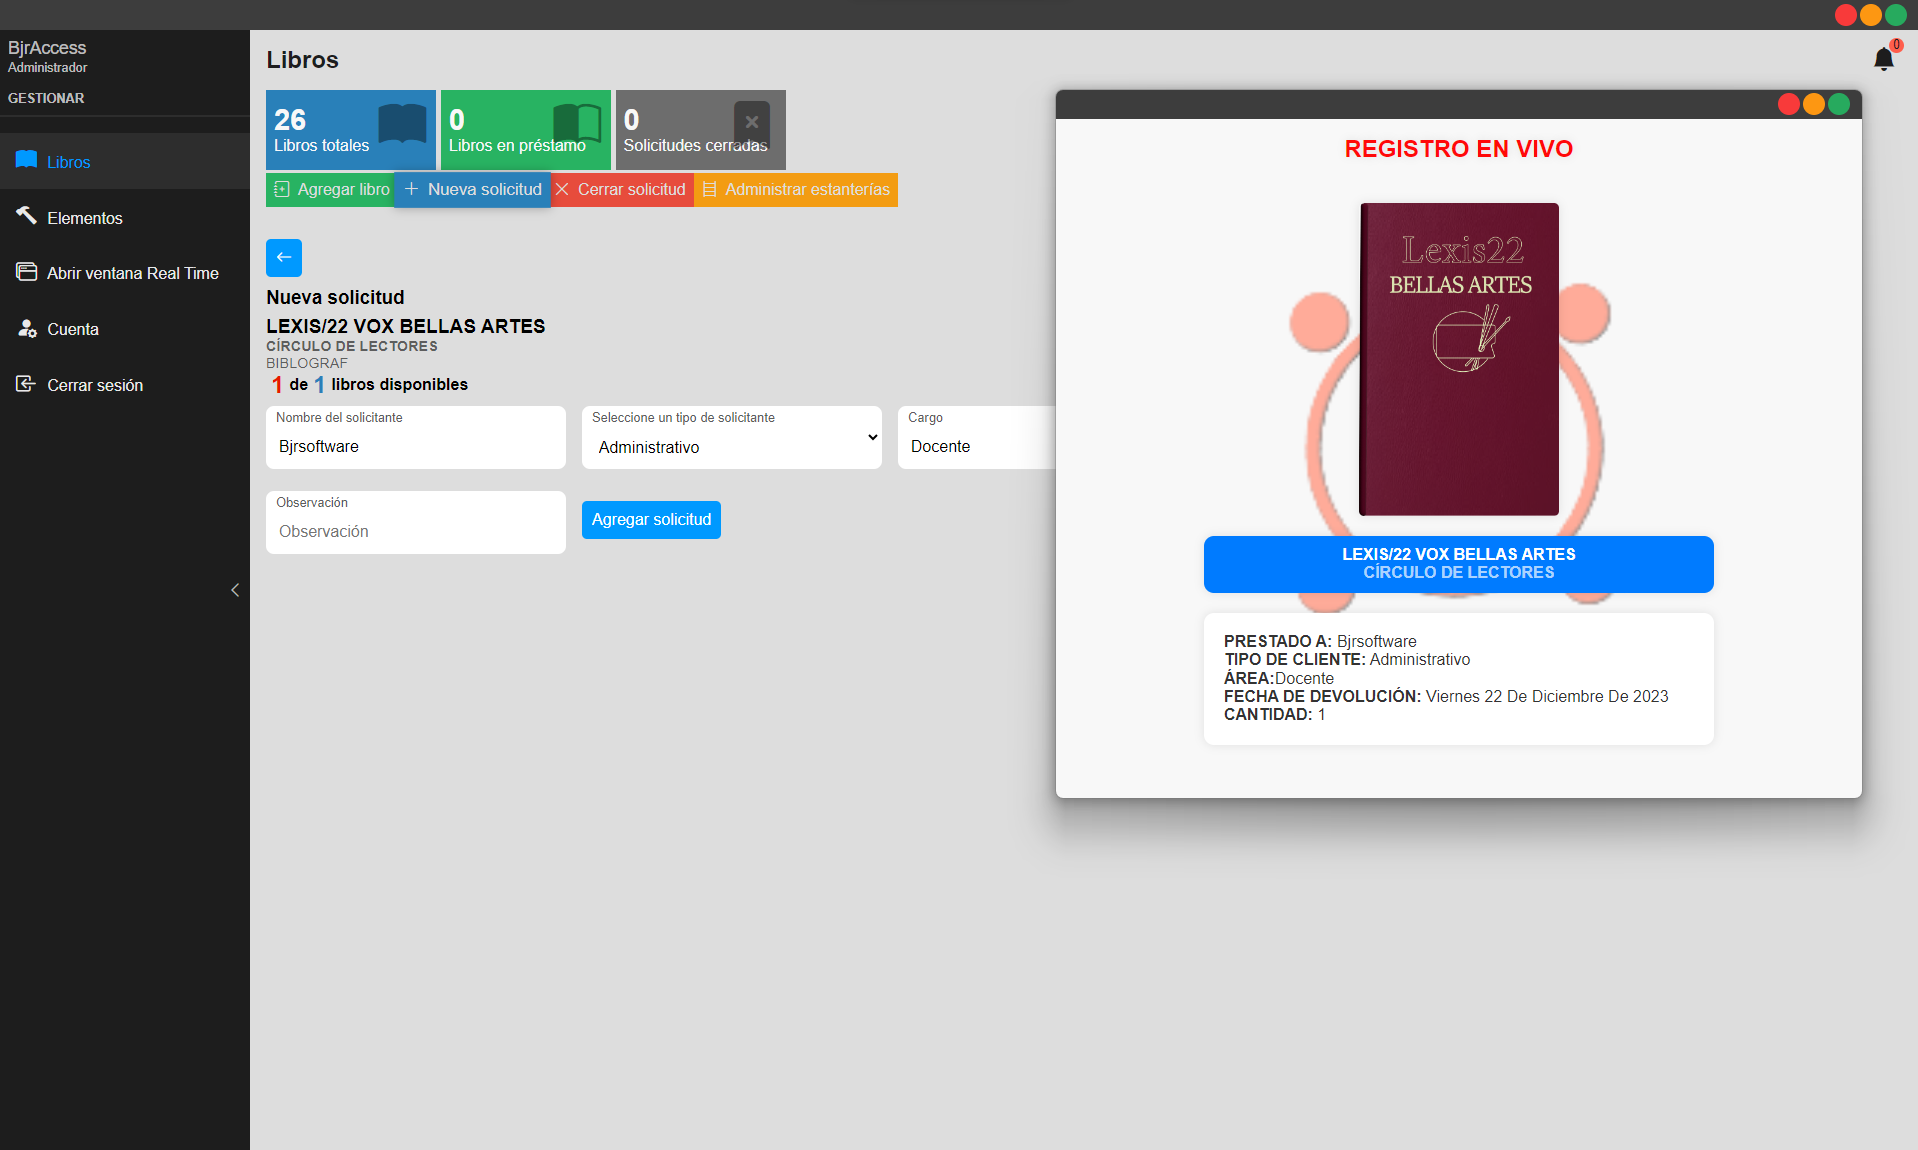 BjrAccess
Administrador
GESTIONAR
Libros
Elementos
Abrir ventana Real Time
Cuenta
Cerrar sesión
Libros
0
26
Libros totales
0
Libros en préstamo
0
Solicitudes cerradas
Agregar libro
Nueva solicitud
Cerrar solicitud
Administrar estanterías
Nueva solicitud
LEXIS/22 VOX BELLAS ARTES
CÍRCULO DE LECTORES
BIBLOGRAF
1 de 1 libros disponibles
Nombre del solicitante
Bjrsoftware
Seleccione un tipo de solicitante
Administrativo
Cargo
Docente
Observación
Observación
Agregar solicitud
REGISTRO EN VIVO
Lexis22
BELLAS ARTES
LEXIS/22 VOX BELLAS ARTES
CÍRCULO DE LECTORES
PRESTADO A: Bjrsoftware
TIPO DE CLIENTE: Administrativo
ÁREA:Docente
FECHA DE DEVOLUCIÓN: Viernes 22 De Diciembre De 2023
CANTIDAD: 1